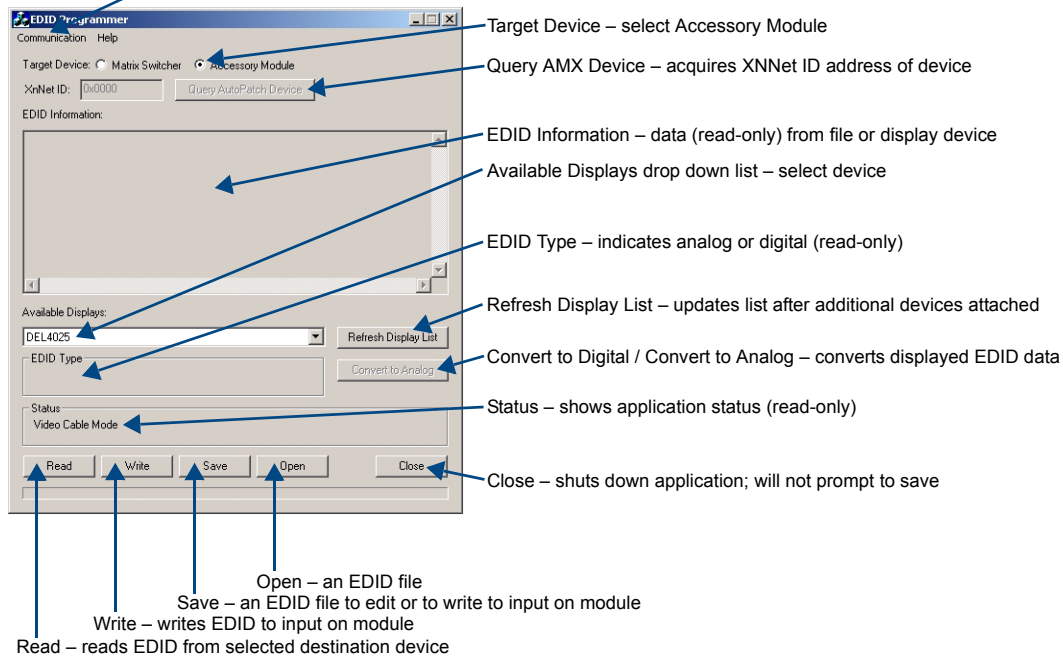 EDID Programmer
Communication Help
Target Device: Matrix Switcher Accessory Module
XnNet ID: 0x0000 Query AutoPatch Device
EDID Information:
Available Displays:
DEL4025 Refresh Display List
EDID Type
Convert to Analog
Status
Video Cable Mode
Read Write Save Open Close
Target Device – select Accessory Module
Query AMX Device – acquires XNNet ID address of device
EDID Information – data (read-only) from file or display device
Available Displays drop down list – select device
EDID Type – indicates analog or digital (read-only)
Refresh Display List – updates list after additional devices attached
Convert to Digital / Convert to Analog – converts displayed EDID data
Status – shows application status (read-only)
Close – shuts down application; will not prompt to save
Open – an EDID file
Save – an EDID file to edit or to write to input on module
Write – writes EDID to input on module
Read – reads EDID from selected destination device